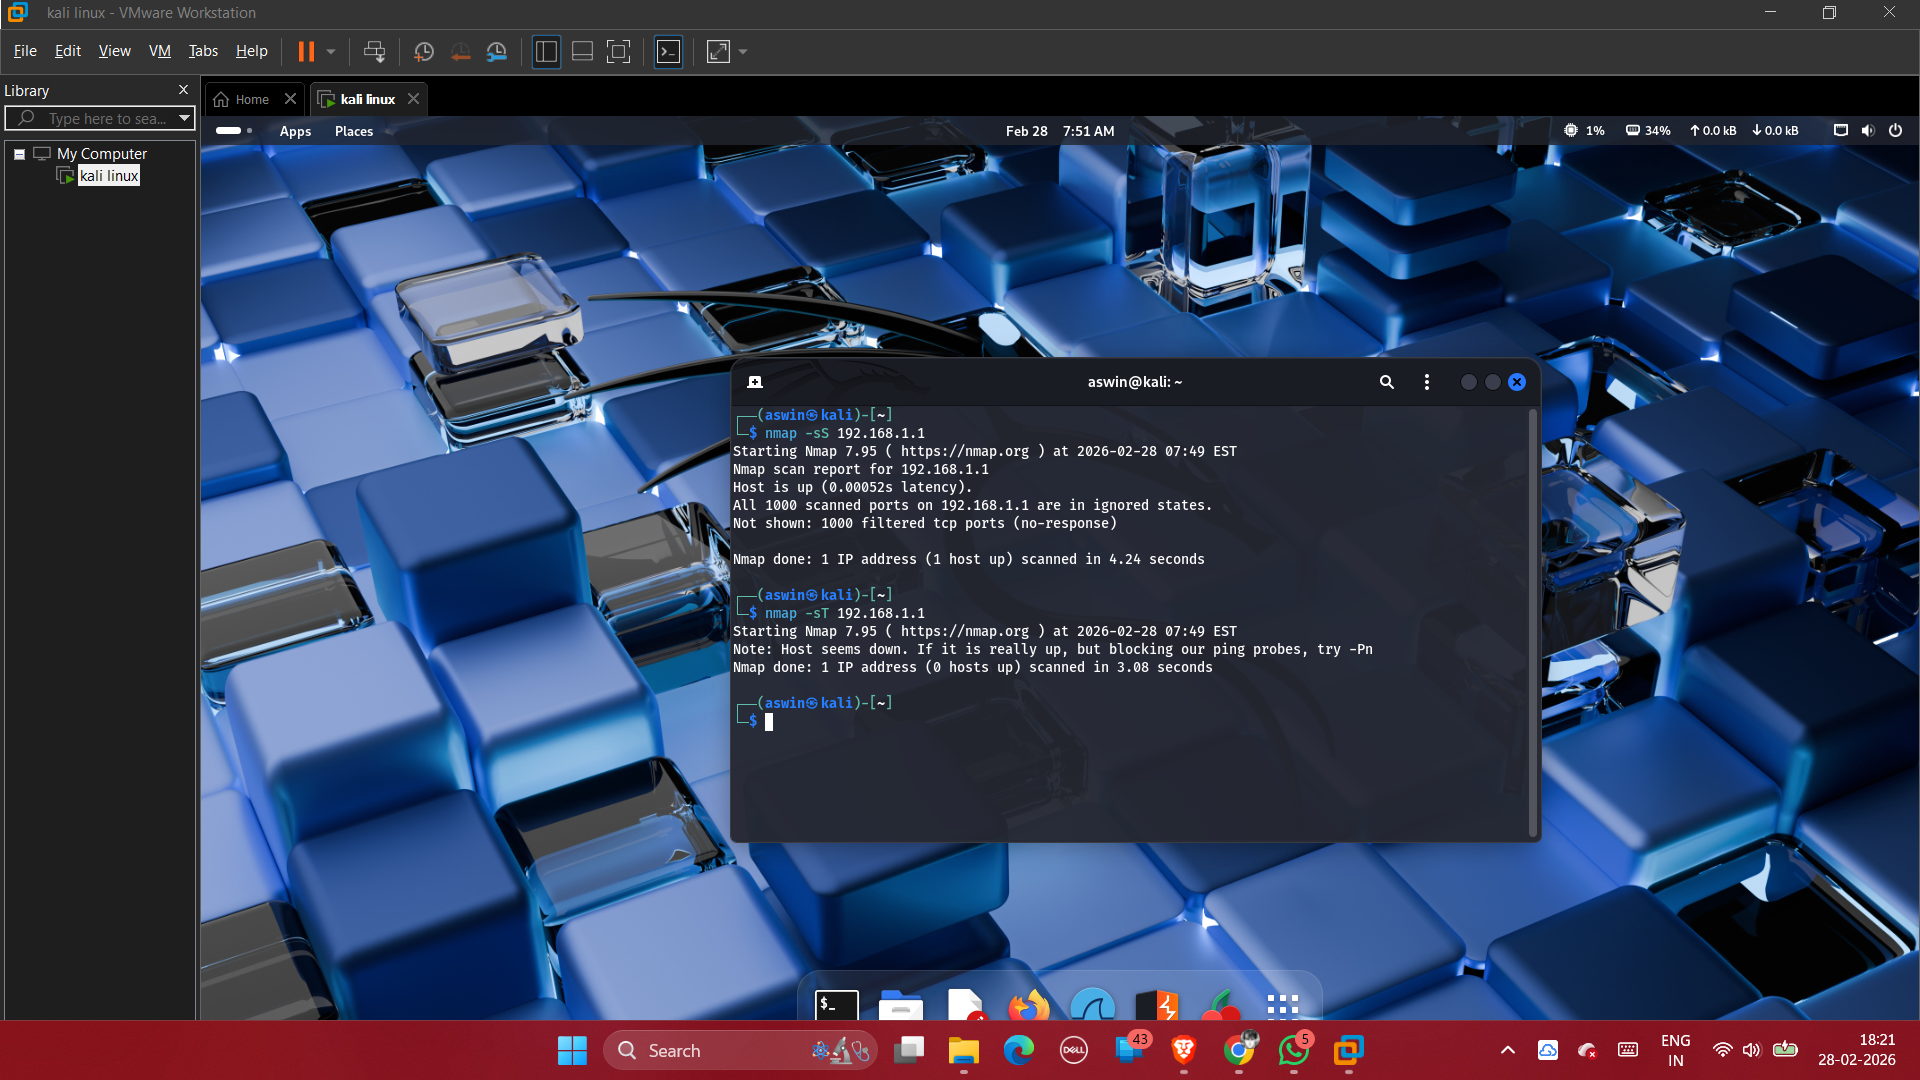 kali linux - VMware Workstation
File Edit View VM Tabs Help
Library
Type here to sea...
My Computer
kali linux
Home
kali linux
Apps Places
Feb 28 7:51 AM
1% 34% 0.0 kB 0.0 kB
aswin@kali: ~
┌──(aswin㉿kali)-[~]
└─$ nmap -sS 192.168.1.1
Starting Nmap 7.95 ( https://nmap.org ) at 2026-02-28 07:49 EST
Nmap scan report for 192.168.1.1
Host is up (0.00052s latency).
All 1000 scanned ports on 192.168.1.1 are in ignored states.
Not shown: 1000 filtered tcp ports (no-response)
Nmap done: 1 IP address (1 host up) scanned in 4.24 seconds
┌──(aswin㉿kali)-[~]
└─$ nmap -sT 192.168.1.1
Starting Nmap 7.95 ( https://nmap.org ) at 2026-02-28 07:49 EST
Note: Host seems down. If it is really up, but blocking our ping probes, try -Pn
Nmap done: 1 IP address (0 hosts up) scanned in 3.08 seconds
┌──(aswin㉿kali)-[~]
└─$
$_
Search
DELL
43
5
ENG
IN
18:21
28-02-2026